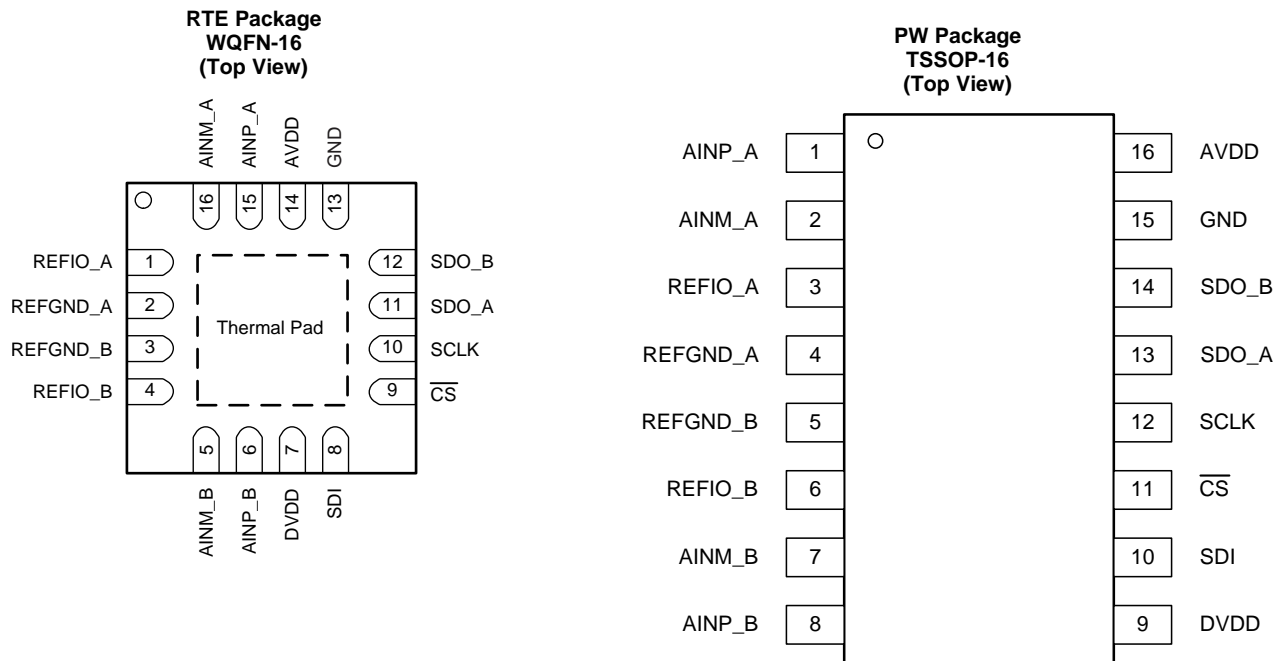 RTE Package
WQFN-16
(Top View)
AINM_A
AINP_A
AVDD
GND
16
15
14
13
REFIO_A 1
REFGND_A 2
REFGND_B 3
REFIO_B 4
Thermal Pad
12 SDO_B
11 SDO_A
10 SCLK
9 C̅S̅
5
6
7
8
AINM_B
AINP_B
DVDD
SDI
PW Package
TSSOP-16
(Top View)
AINP_A 1 16 AVDD
AINM_A 2 15 GND
REFIO_A 3 14 SDO_B
REFGND_A 4 13 SDO_A
REFGND_B 5 12 SCLK
REFIO_B 6 11 C̅S̅
AINM_B 7 10 SDI
AINP_B 8 9 DVDD